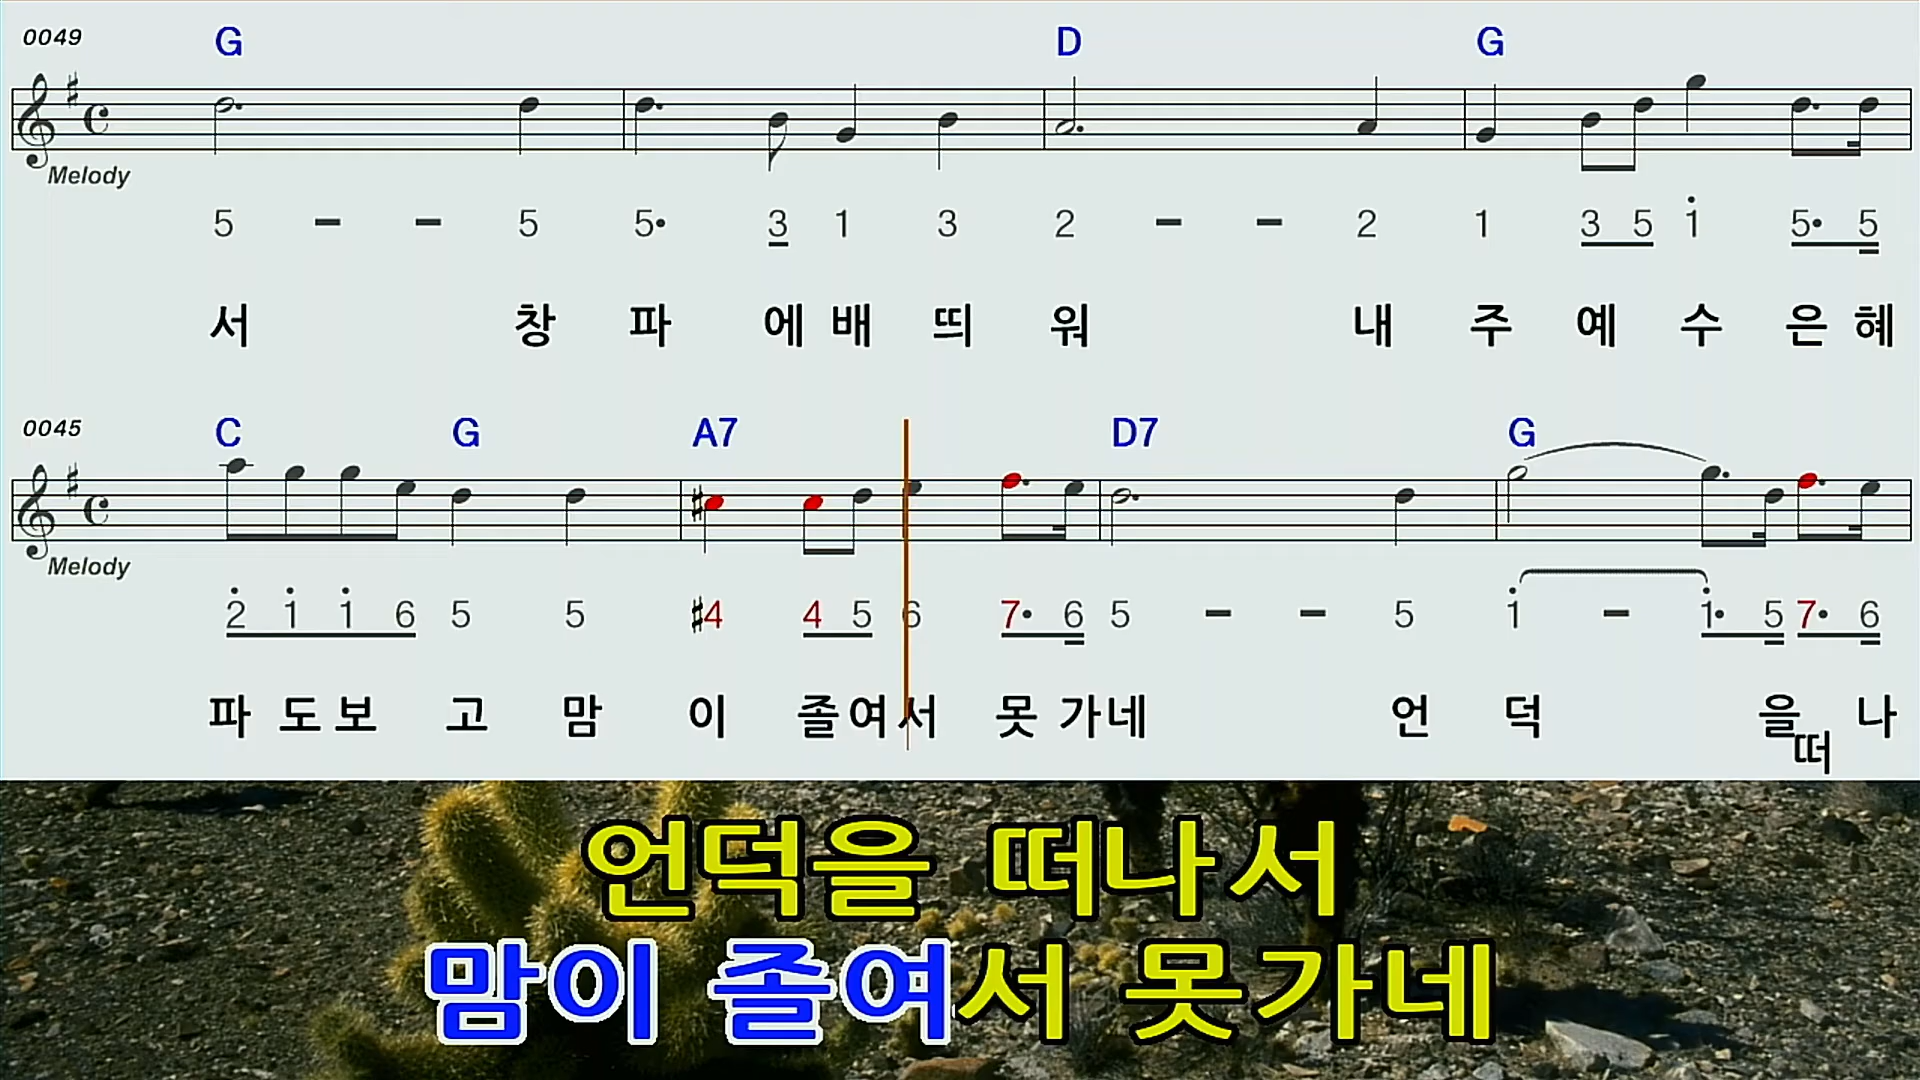 0049 G D G
Melody
5 - - 5 5• 3 1 3 2 - - 2 1 3 5 1 5• 5
서 창 파 에 배 띄 워 내 주 예 수 은 혜
0045 C G A7 D7 G
Melody
2 1 1 6 5 5 #4 4 5 6 7• 6 5 - - 5 1 - 1• 5 7• 6
파 도 보 고 맘 이 졸 여 서 못 가 네 언 덕 을 떠 나
언덕을 떠나서
맘이 졸여서 못가네